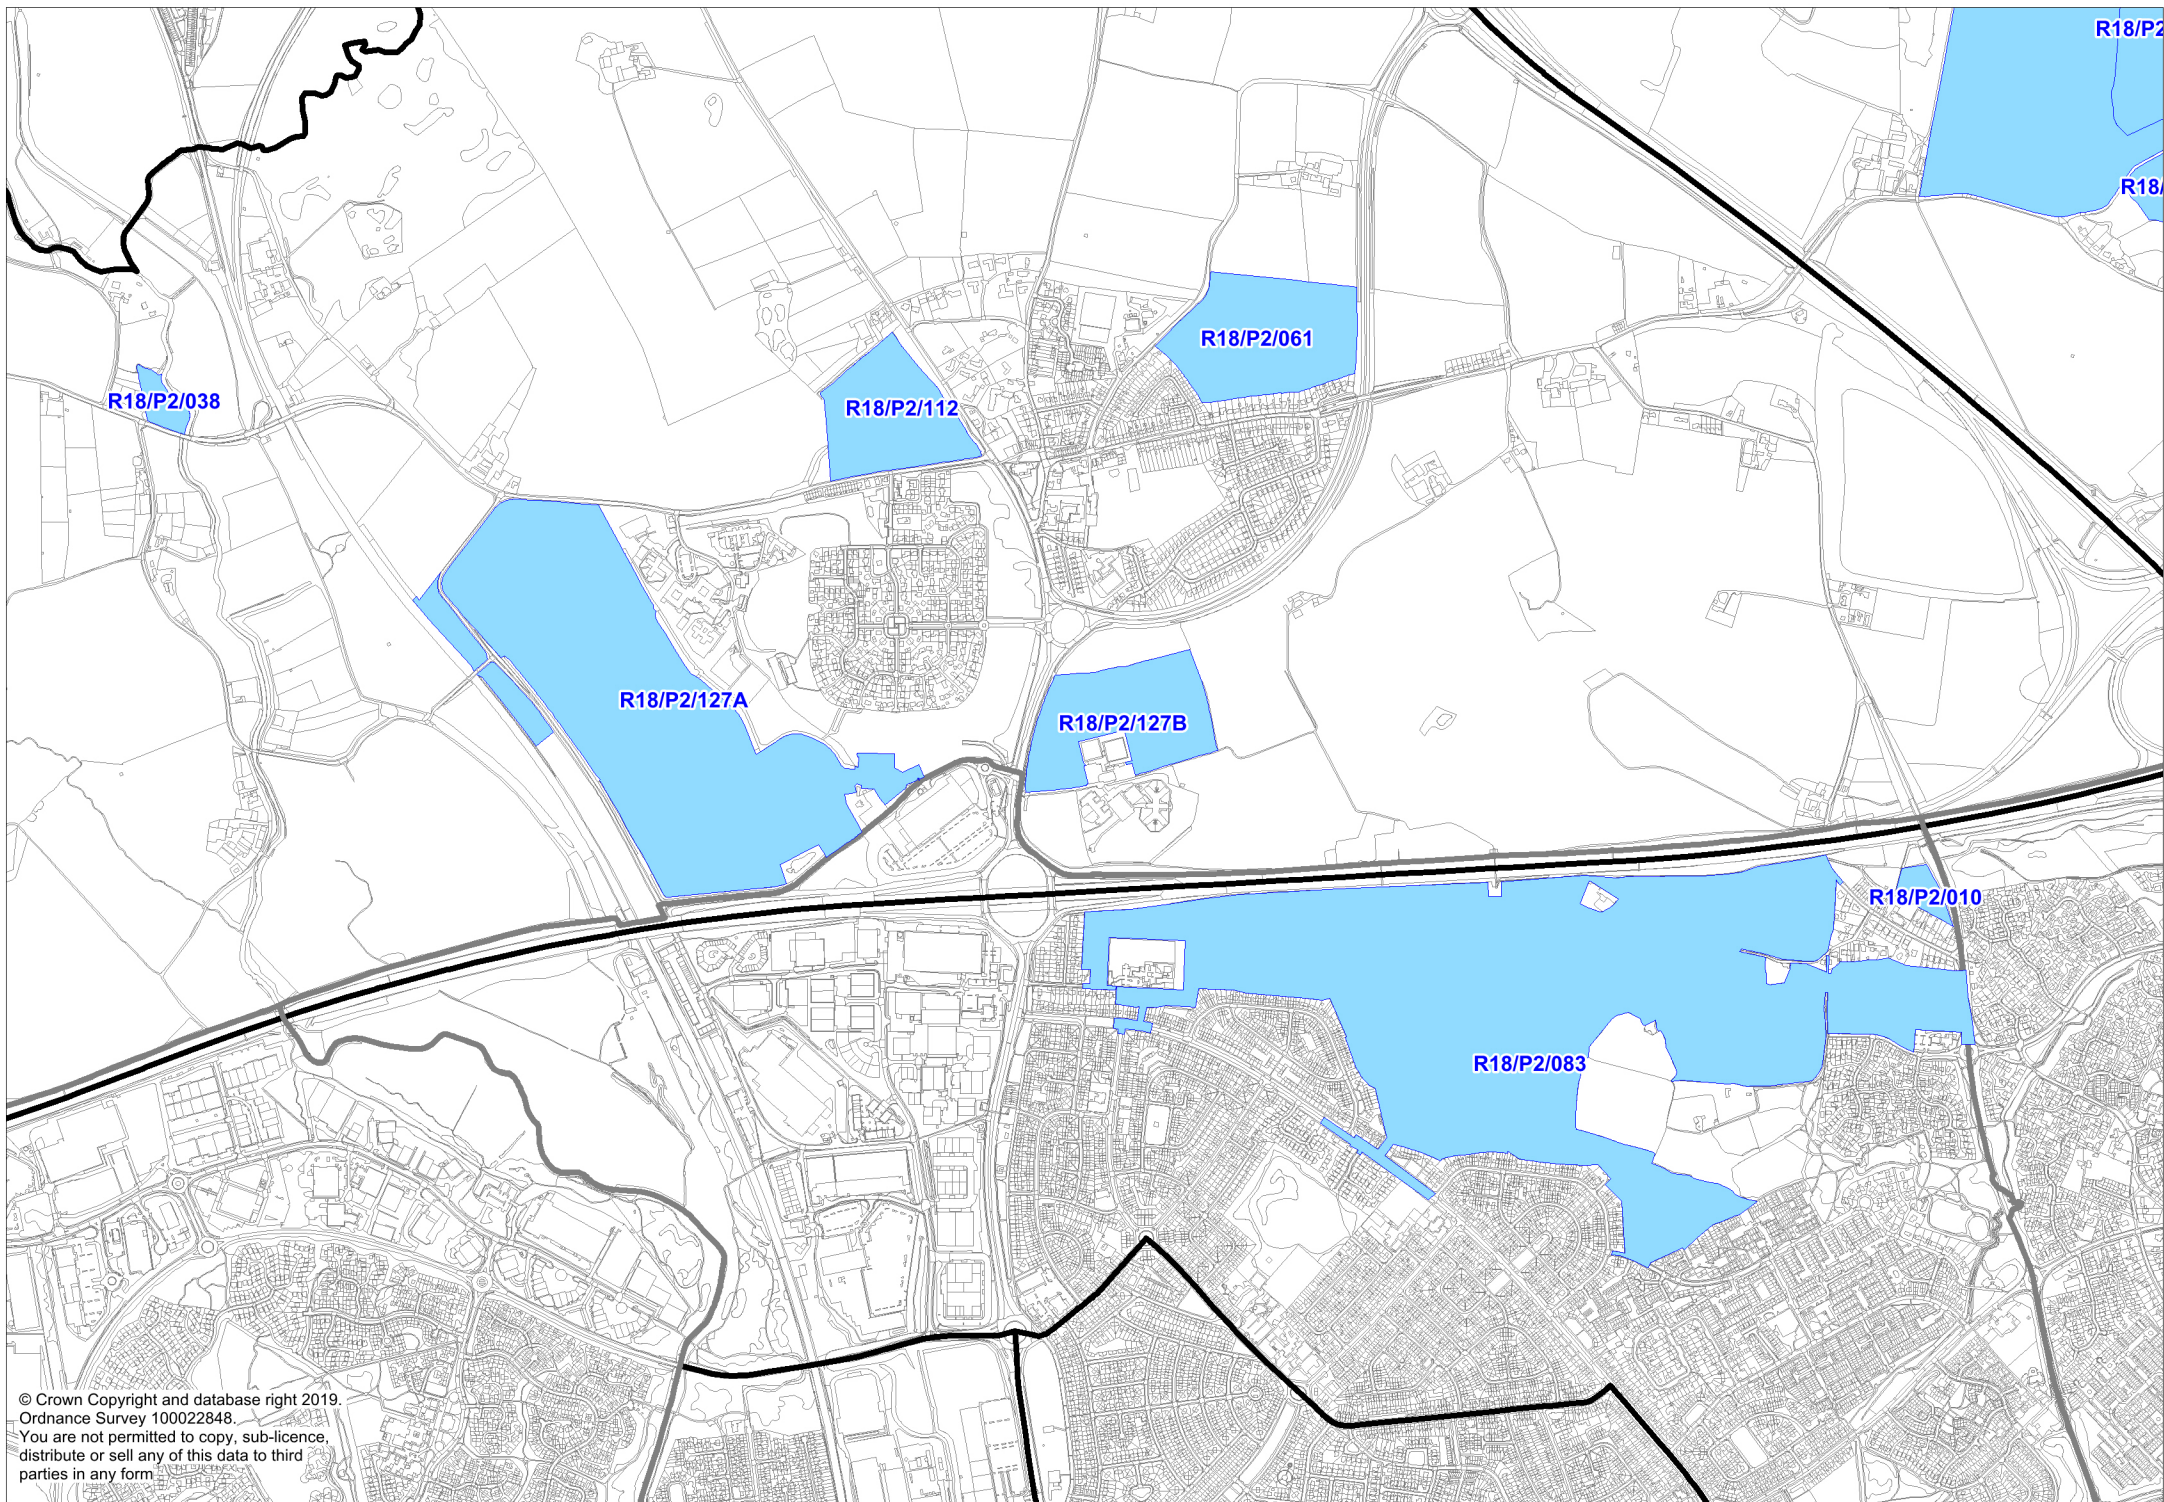 R18/P2
R18/
R18/P2/061
R18/P2/038
R18/P2/112
R18/P2/127A
R18/P2/127B
R18/P2/010
R18/P2/083
© Crown Copyright and database right 2019.
Ordnance Survey 100022848.
You are not permitted to copy, sub-licence,
distribute or sell any of this data to third
parties in any form